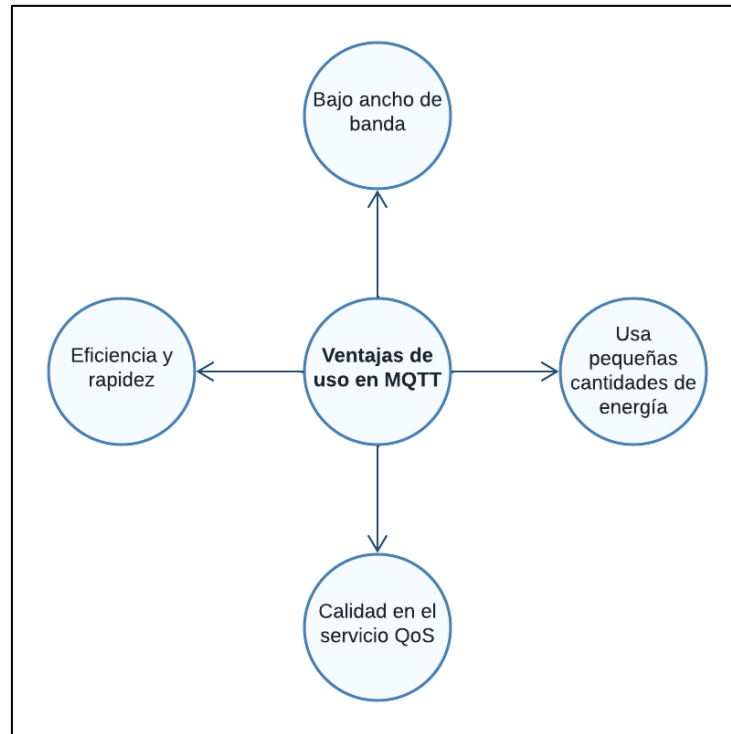 Bajo ancho de
banda
Eficiencia y
rapidez
Ventajas de
uso en MQTT
Usa
pequeñas
cantidades de
energía
Calidad en el
servicio QoS